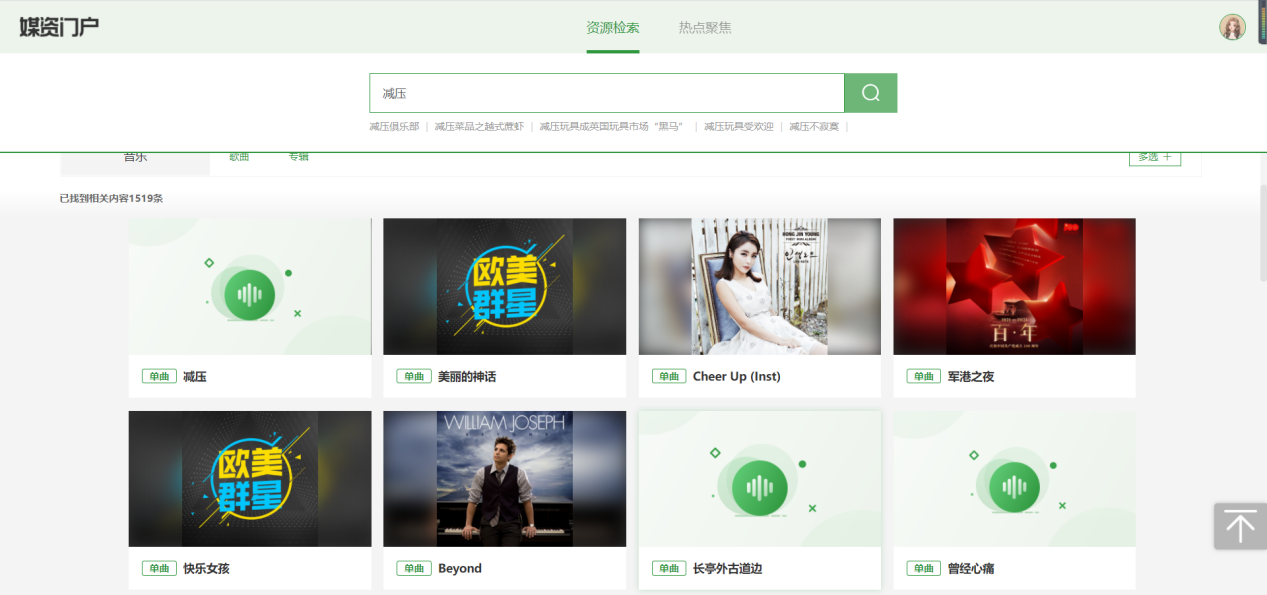 媒资门户
资源检索
热点聚焦
减压
减压俱乐部 | 减压菜品之越式蔗虾 | 减压玩具成英国玩具市场“黑马” | 减压玩具受欢迎 | 减压不寂寞 |
音乐
歌曲
专辑
多选 +
已找到相关内容1519条
欧美
群星
HONG JIN YOUNG
百·年
单曲 减压
单曲 美丽的神话
单曲 Cheer Up (Inst)
单曲 军港之夜
欧美
群星
WILLIAM JOSEPH
单曲 快乐女孩
单曲 Beyond
单曲 长亭外古道边
单曲 曾经心痛